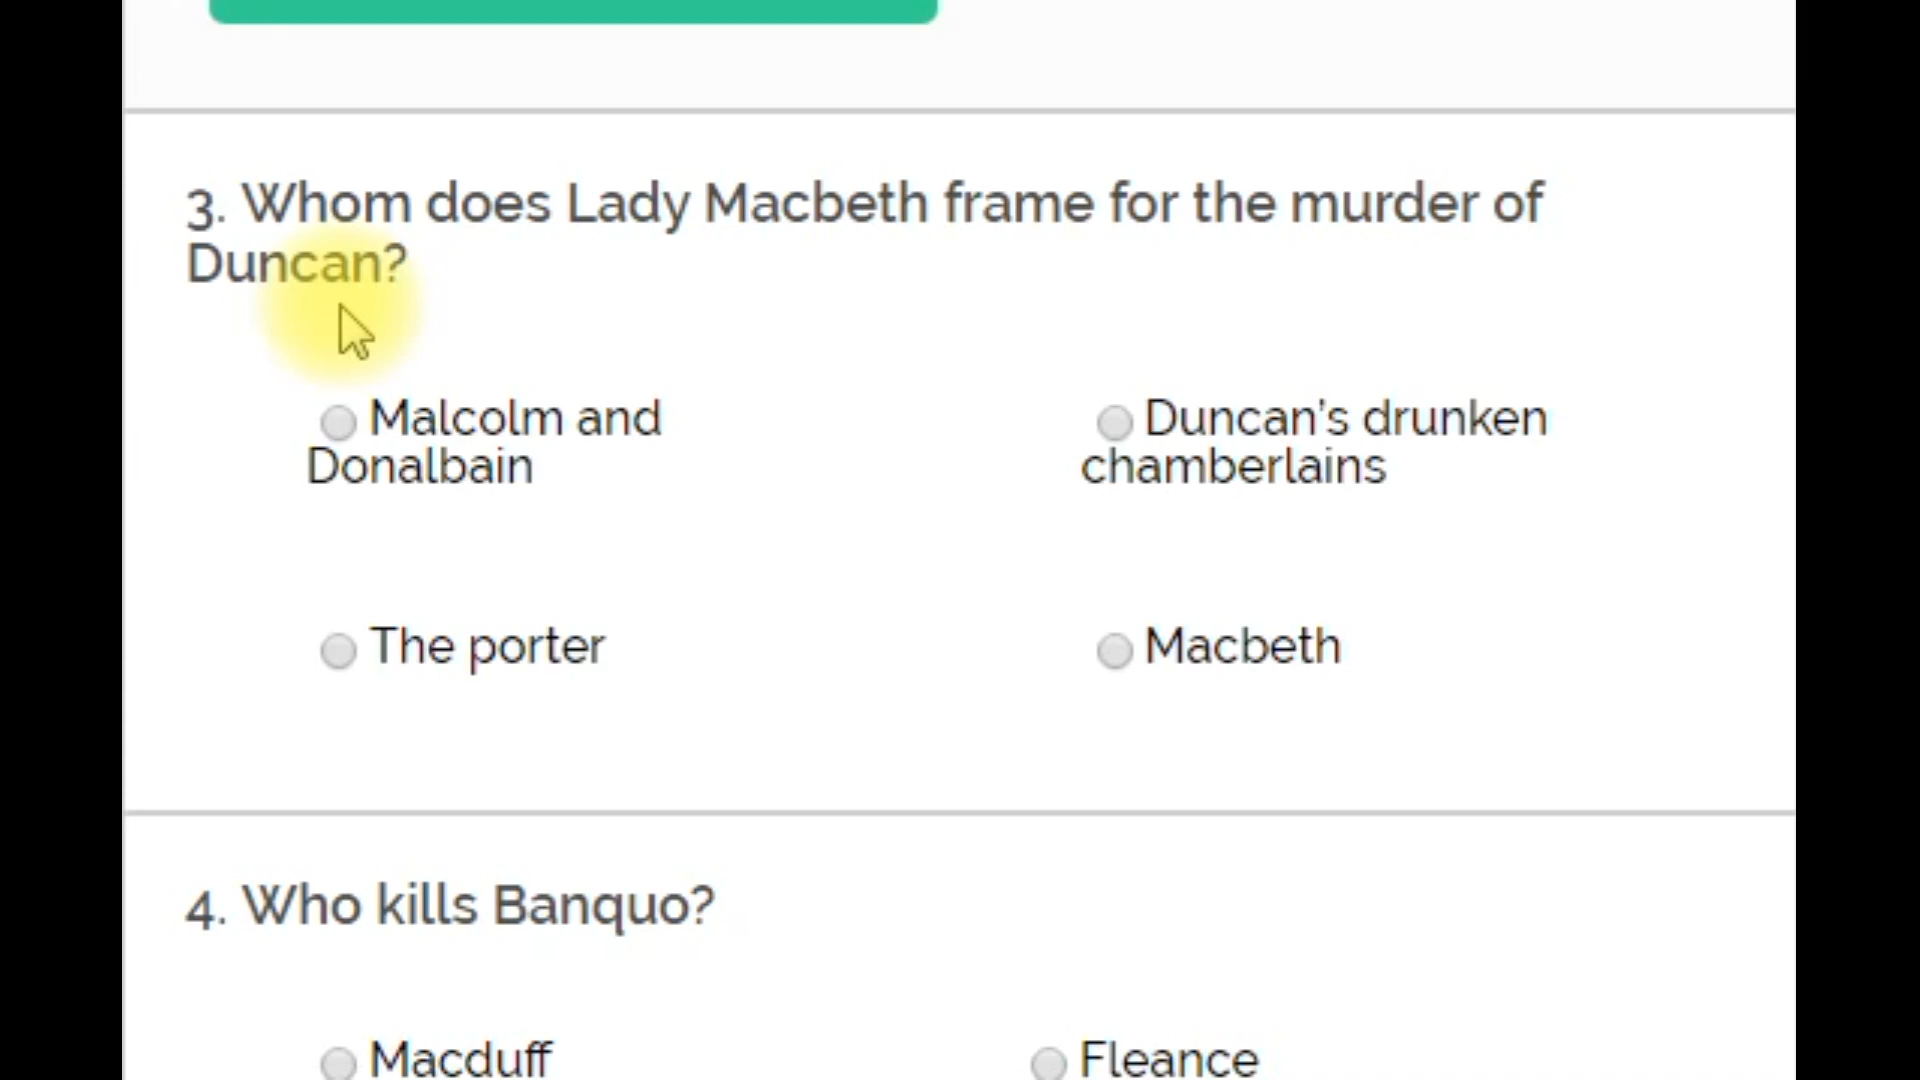 3. Whom does Lady Macbeth frame for the murder of
Duncan?
Malcolm and
Donalbain
Duncan's drunken
chamberlains
The porter
Macbeth
4. Who kills Banquo?
Macduff
Fleance